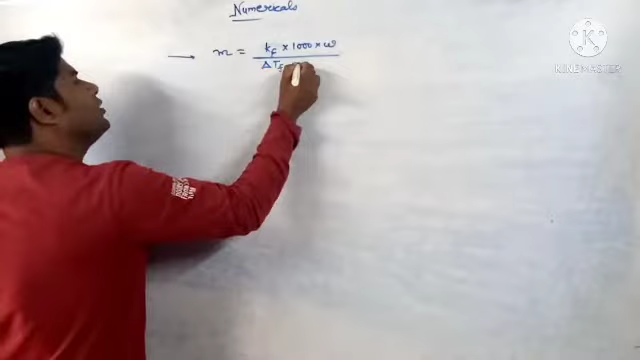 Numericals
→ m = Kf × 1000 × ω
ΔTf
K
KINEMASTER